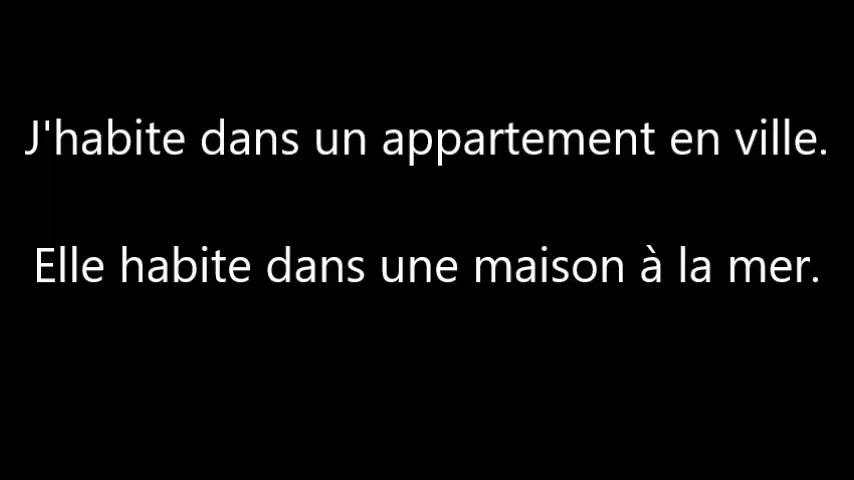 J'habite dans un appartement en ville.
Elle habite dans une maison à la mer.